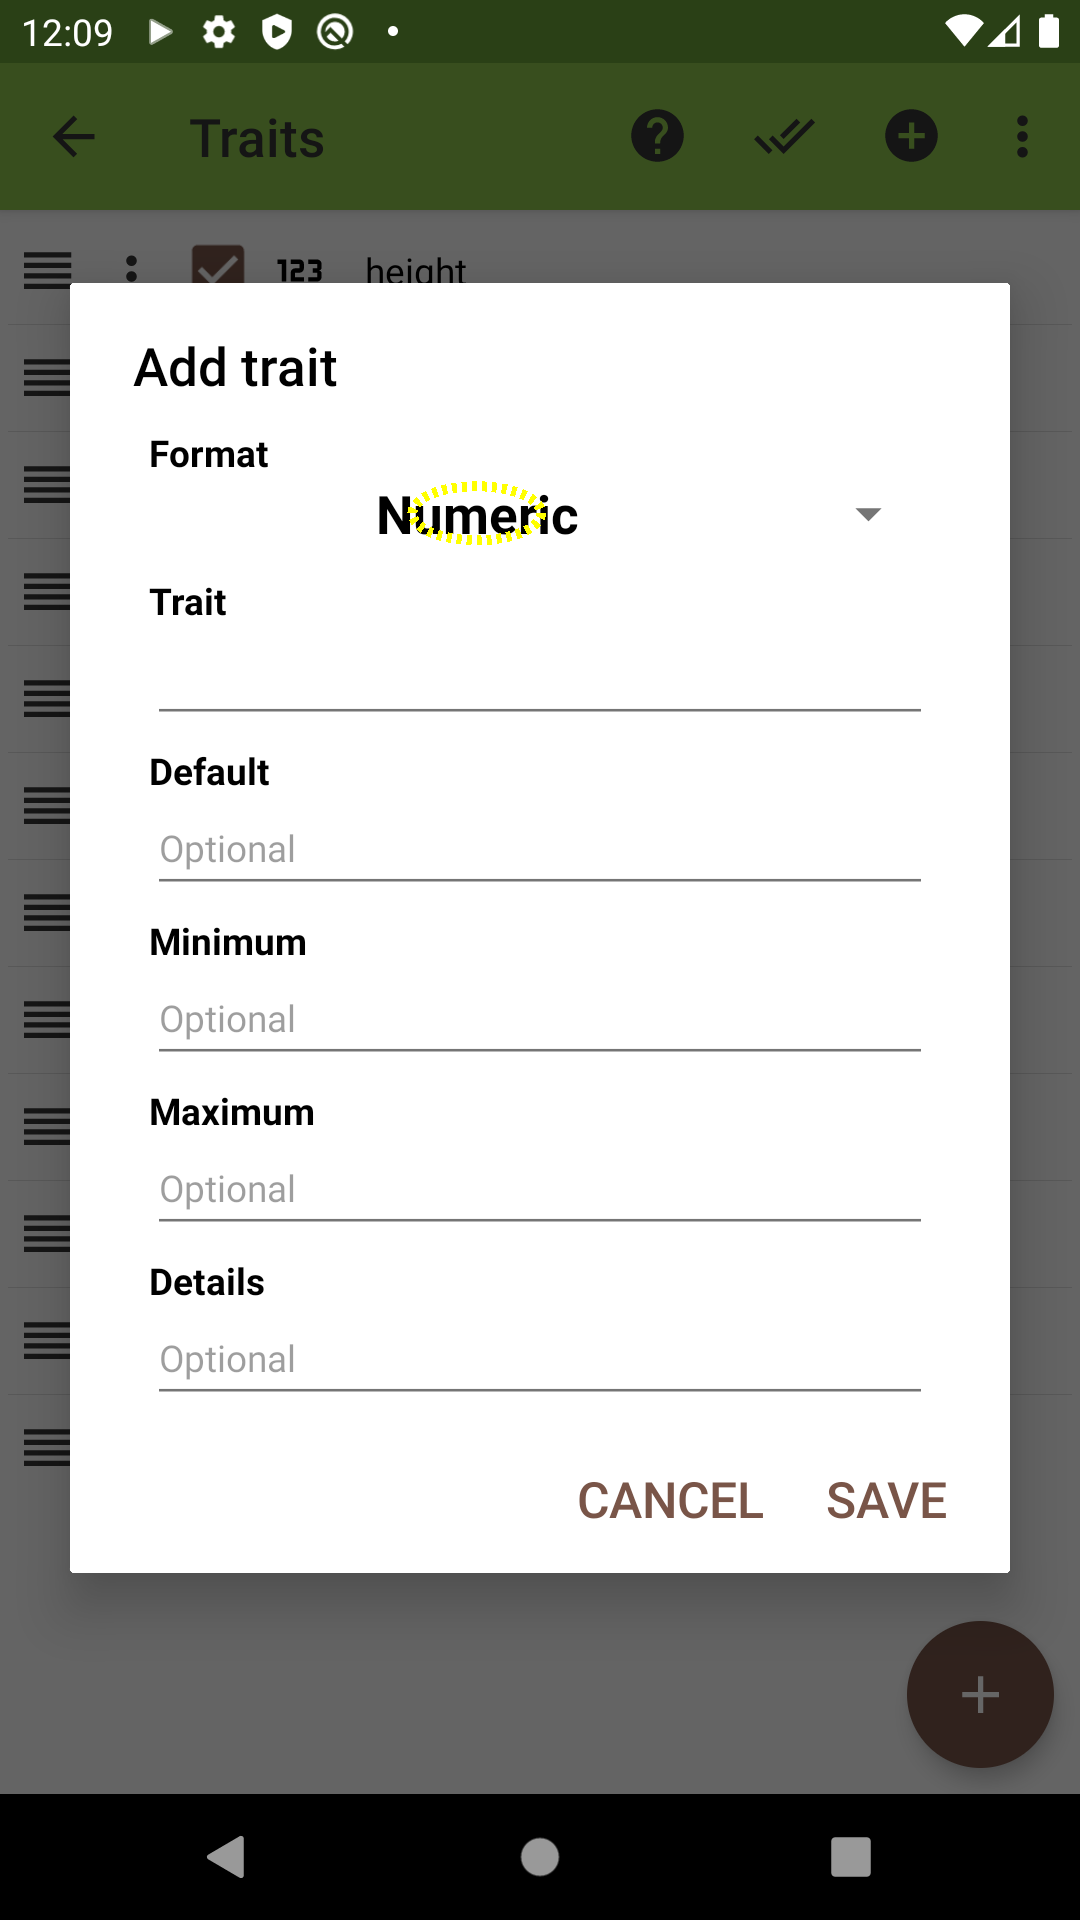 12:09
Traits
123 height
Add trait
Format
Numeric
Trait
Default
Optional
Minimum
Optional
Maximum
Optional
Details
Optional
CANCEL SAVE